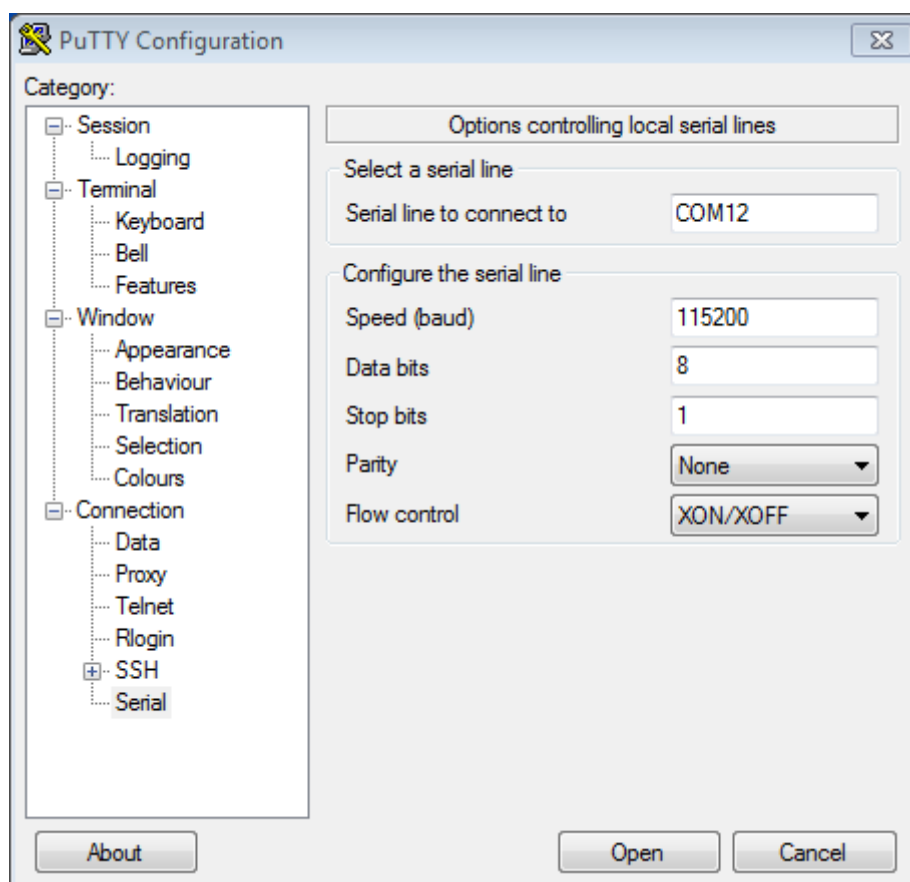 PuTTY Configuration
Category:
Session
Logging
Terminal
Keyboard
Bell
Features
Window
Appearance
Behaviour
Translation
Selection
Colours
Connection
Data
Proxy
Telnet
Rlogin
SSH
Serial
Options controlling local serial lines
Select a serial line
Serial line to connect to COM12
Configure the serial line
Speed (baud) 115200
Data bits 8
Stop bits 1
Parity None
Flow control XON/XOFF
About Open Cancel